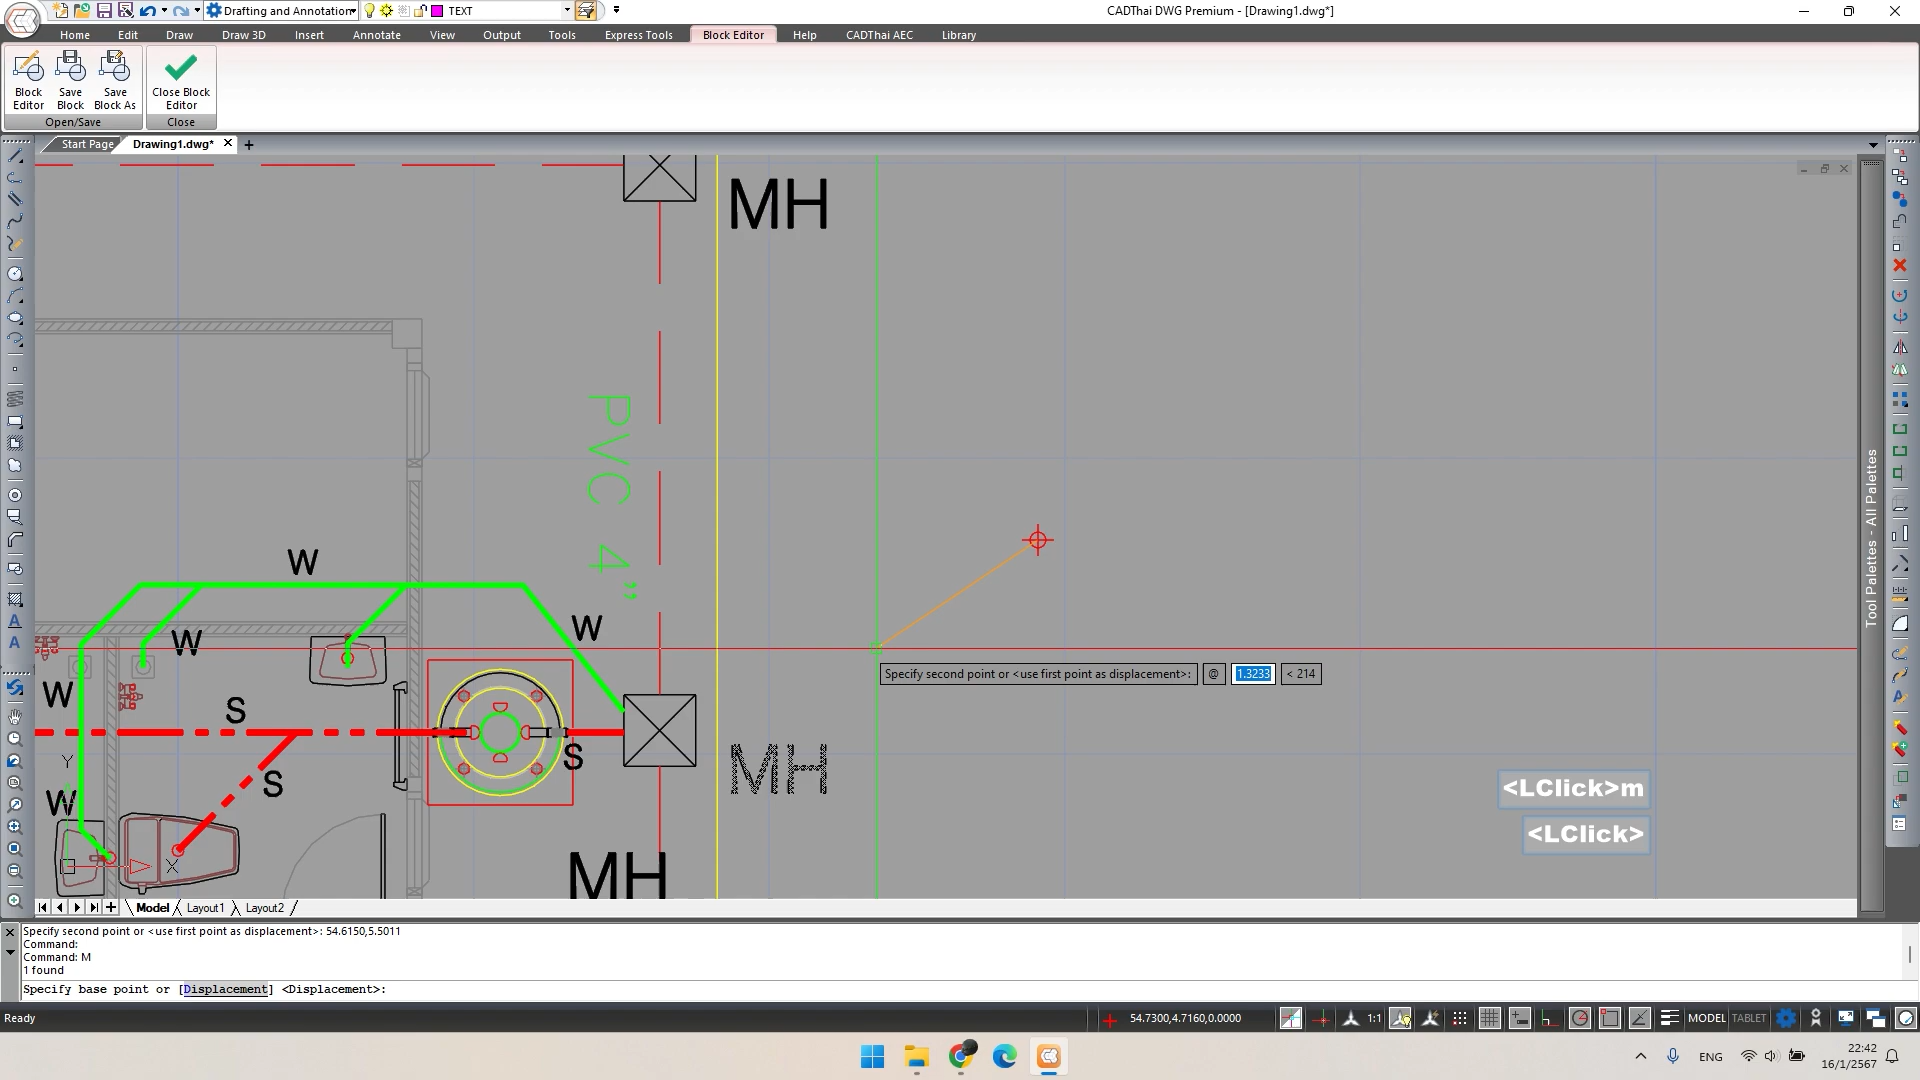 Drafting and Annotation
TEXT
CADThai DWG Premium - [Drawing1.dwg*]
Home Edit Draw Draw 3D Insert Annotate View Output Tools Express Tools Block Editor Help CADThai AEC Library
Block Editor
Save Block
Save Block As
Close Block Editor
Open/Save
Close
Start Page
Drawing1.dwg*
MH
PVC 4"
W
W
W
W
S
S
S
W
Y
X
MH
MH
Specify second point or <use first point as displacement>: @ 1.3233 < 214
<LClick>m
<LClick>
Tool Palettes - All Palettes
Model Layout1 Layout2
Specify second point or <use first point as displacement>: 54.6150,5.5011
Command:
Command: M
1 found
Specify base point or [Displacement] <Displacement>:
Ready
54.7300,4.7160,0.0000
1:1
MODEL TABLET
ENG
22:42
16/1/2567